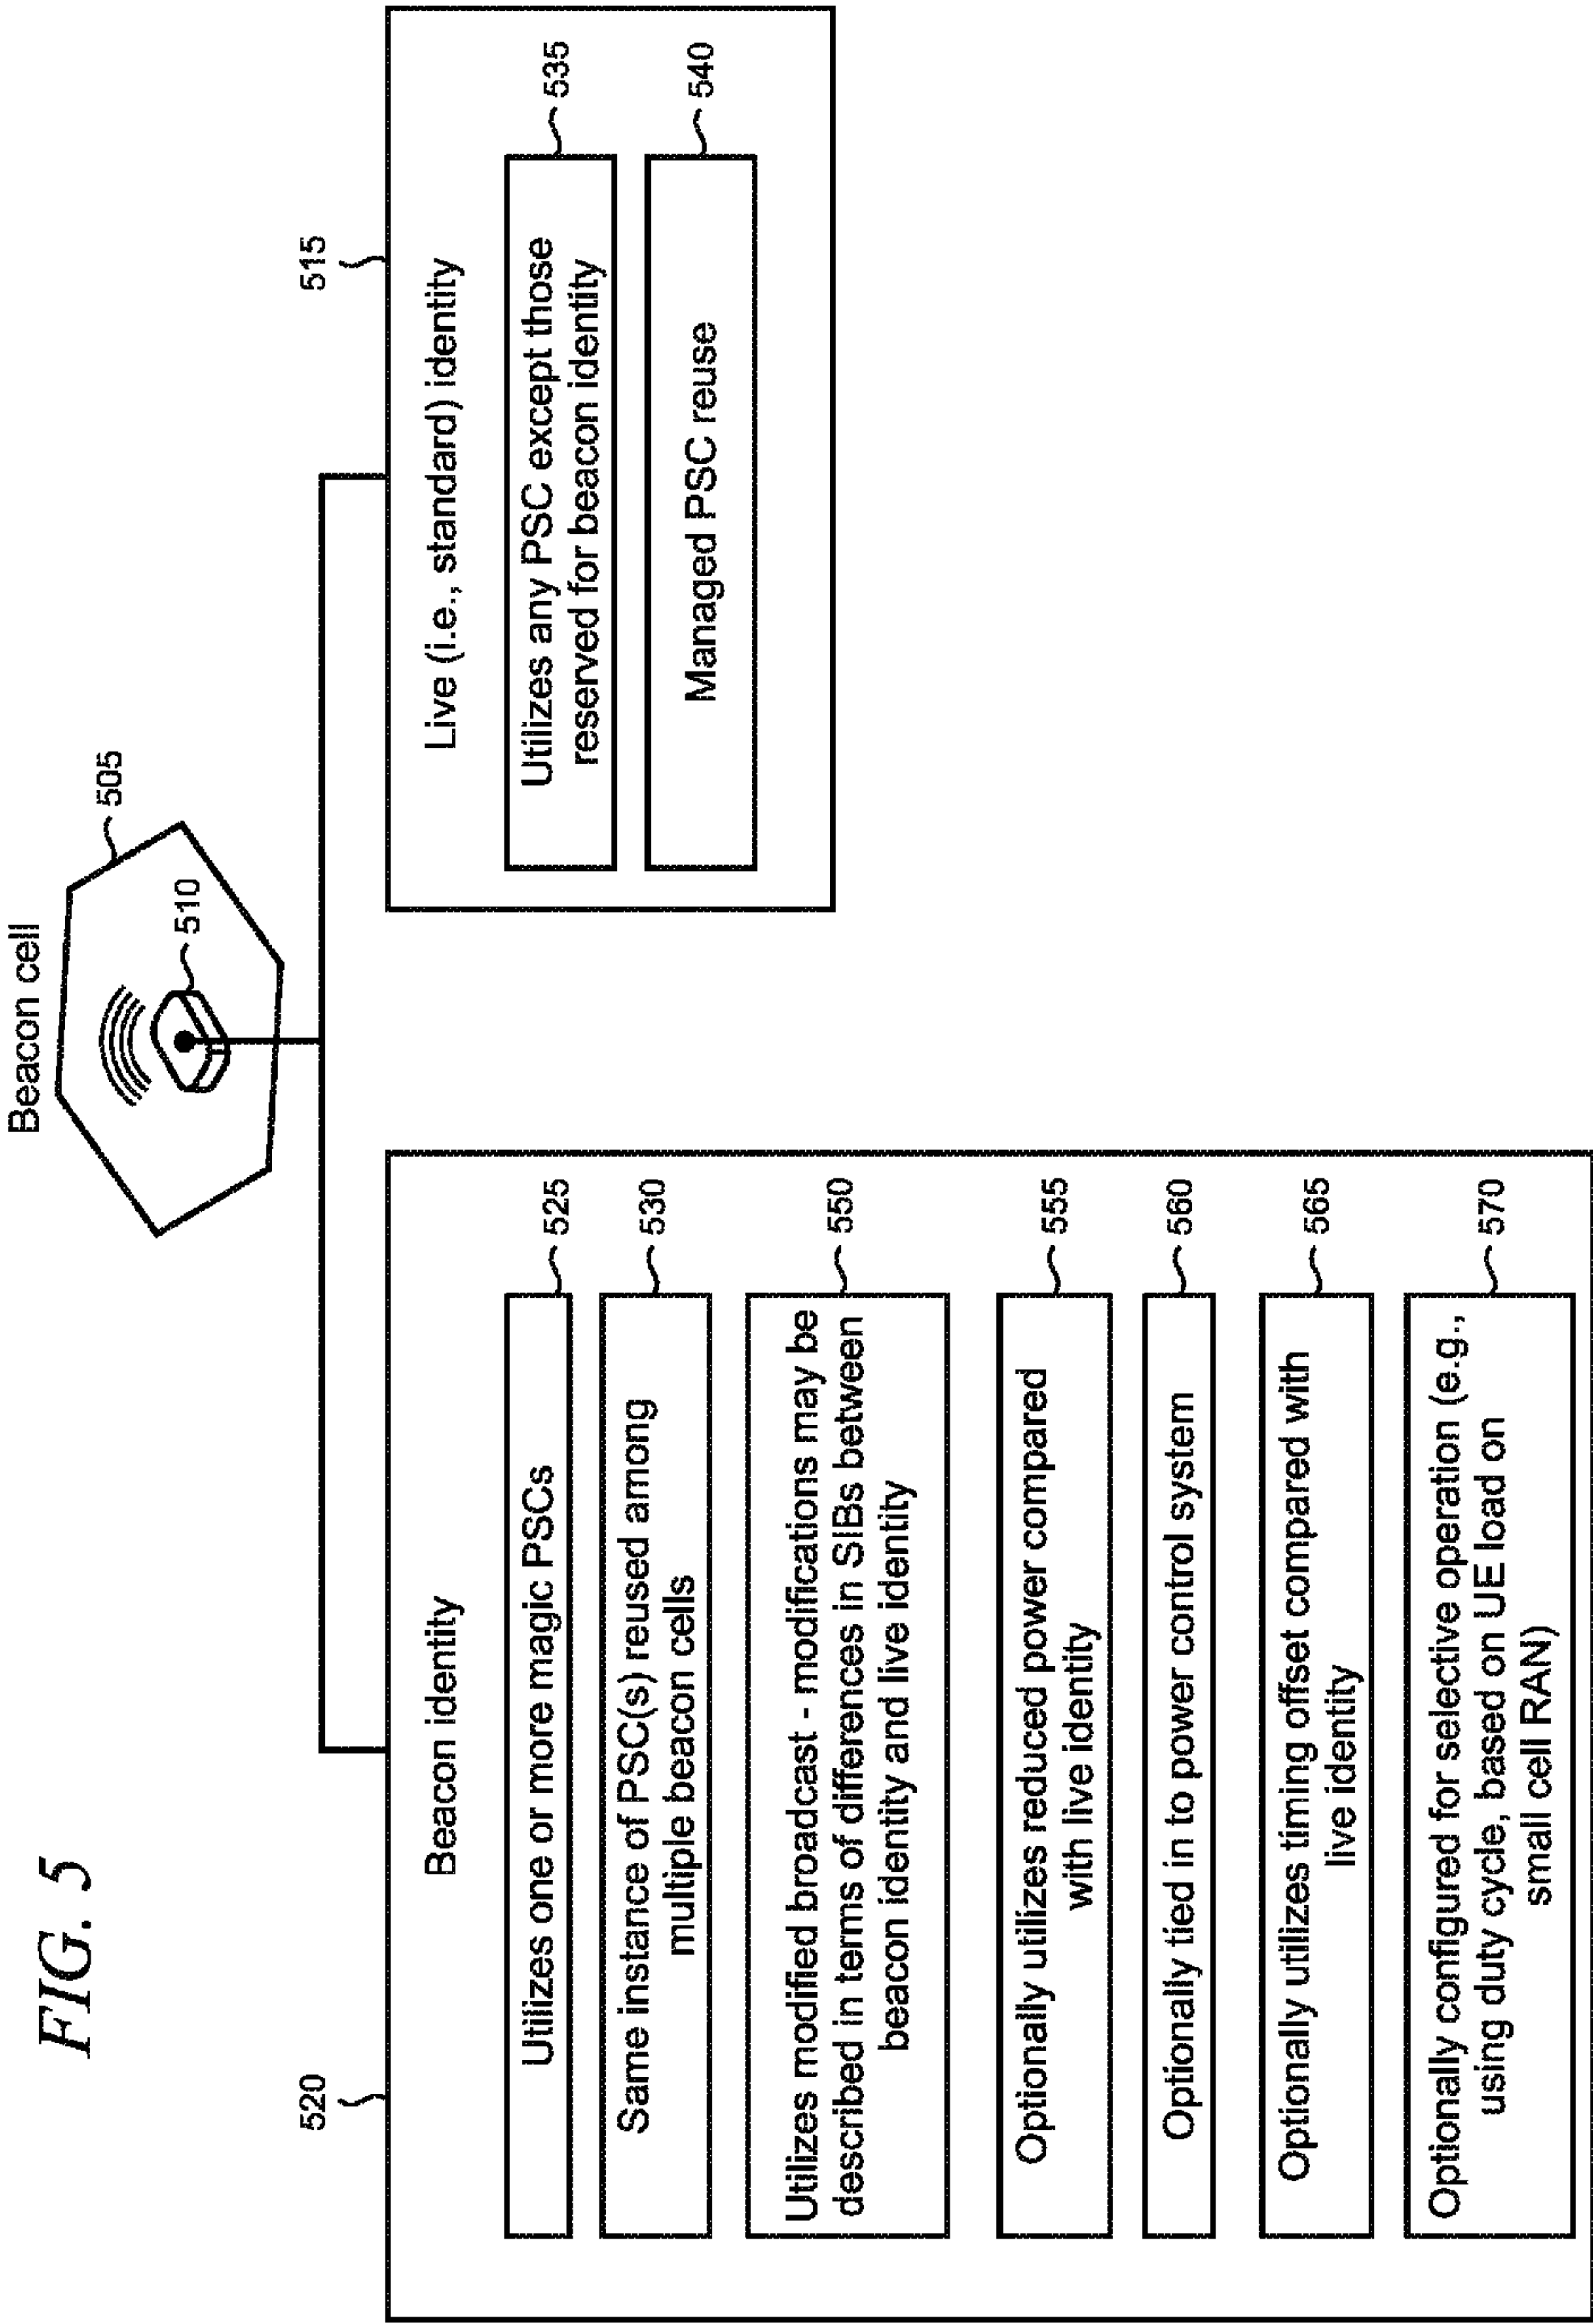 FIG. 5
Beacon cell
505
510
520
Beacon identity
Utilizes one or more magic PSCs
525
Same instance of PSC(s) reused among
multiple beacon cells
530
Utilizes modified broadcast - modifications may be
described in terms of differences in SIBs between
beacon identity and live identity
550
Optionally utilizes reduced power compared
with live identity
555
Optionally tied in to power control system
560
Optionally utilizes timing offset compared with
live identity
565
Optionally configured for selective operation (e.g.,
using duty cycle, based on UE load on
small cell RAN)
570
515
Live (i.e., standard) identity
Utilizes any PSC except those
reserved for beacon identity
535
Managed PSC reuse
540